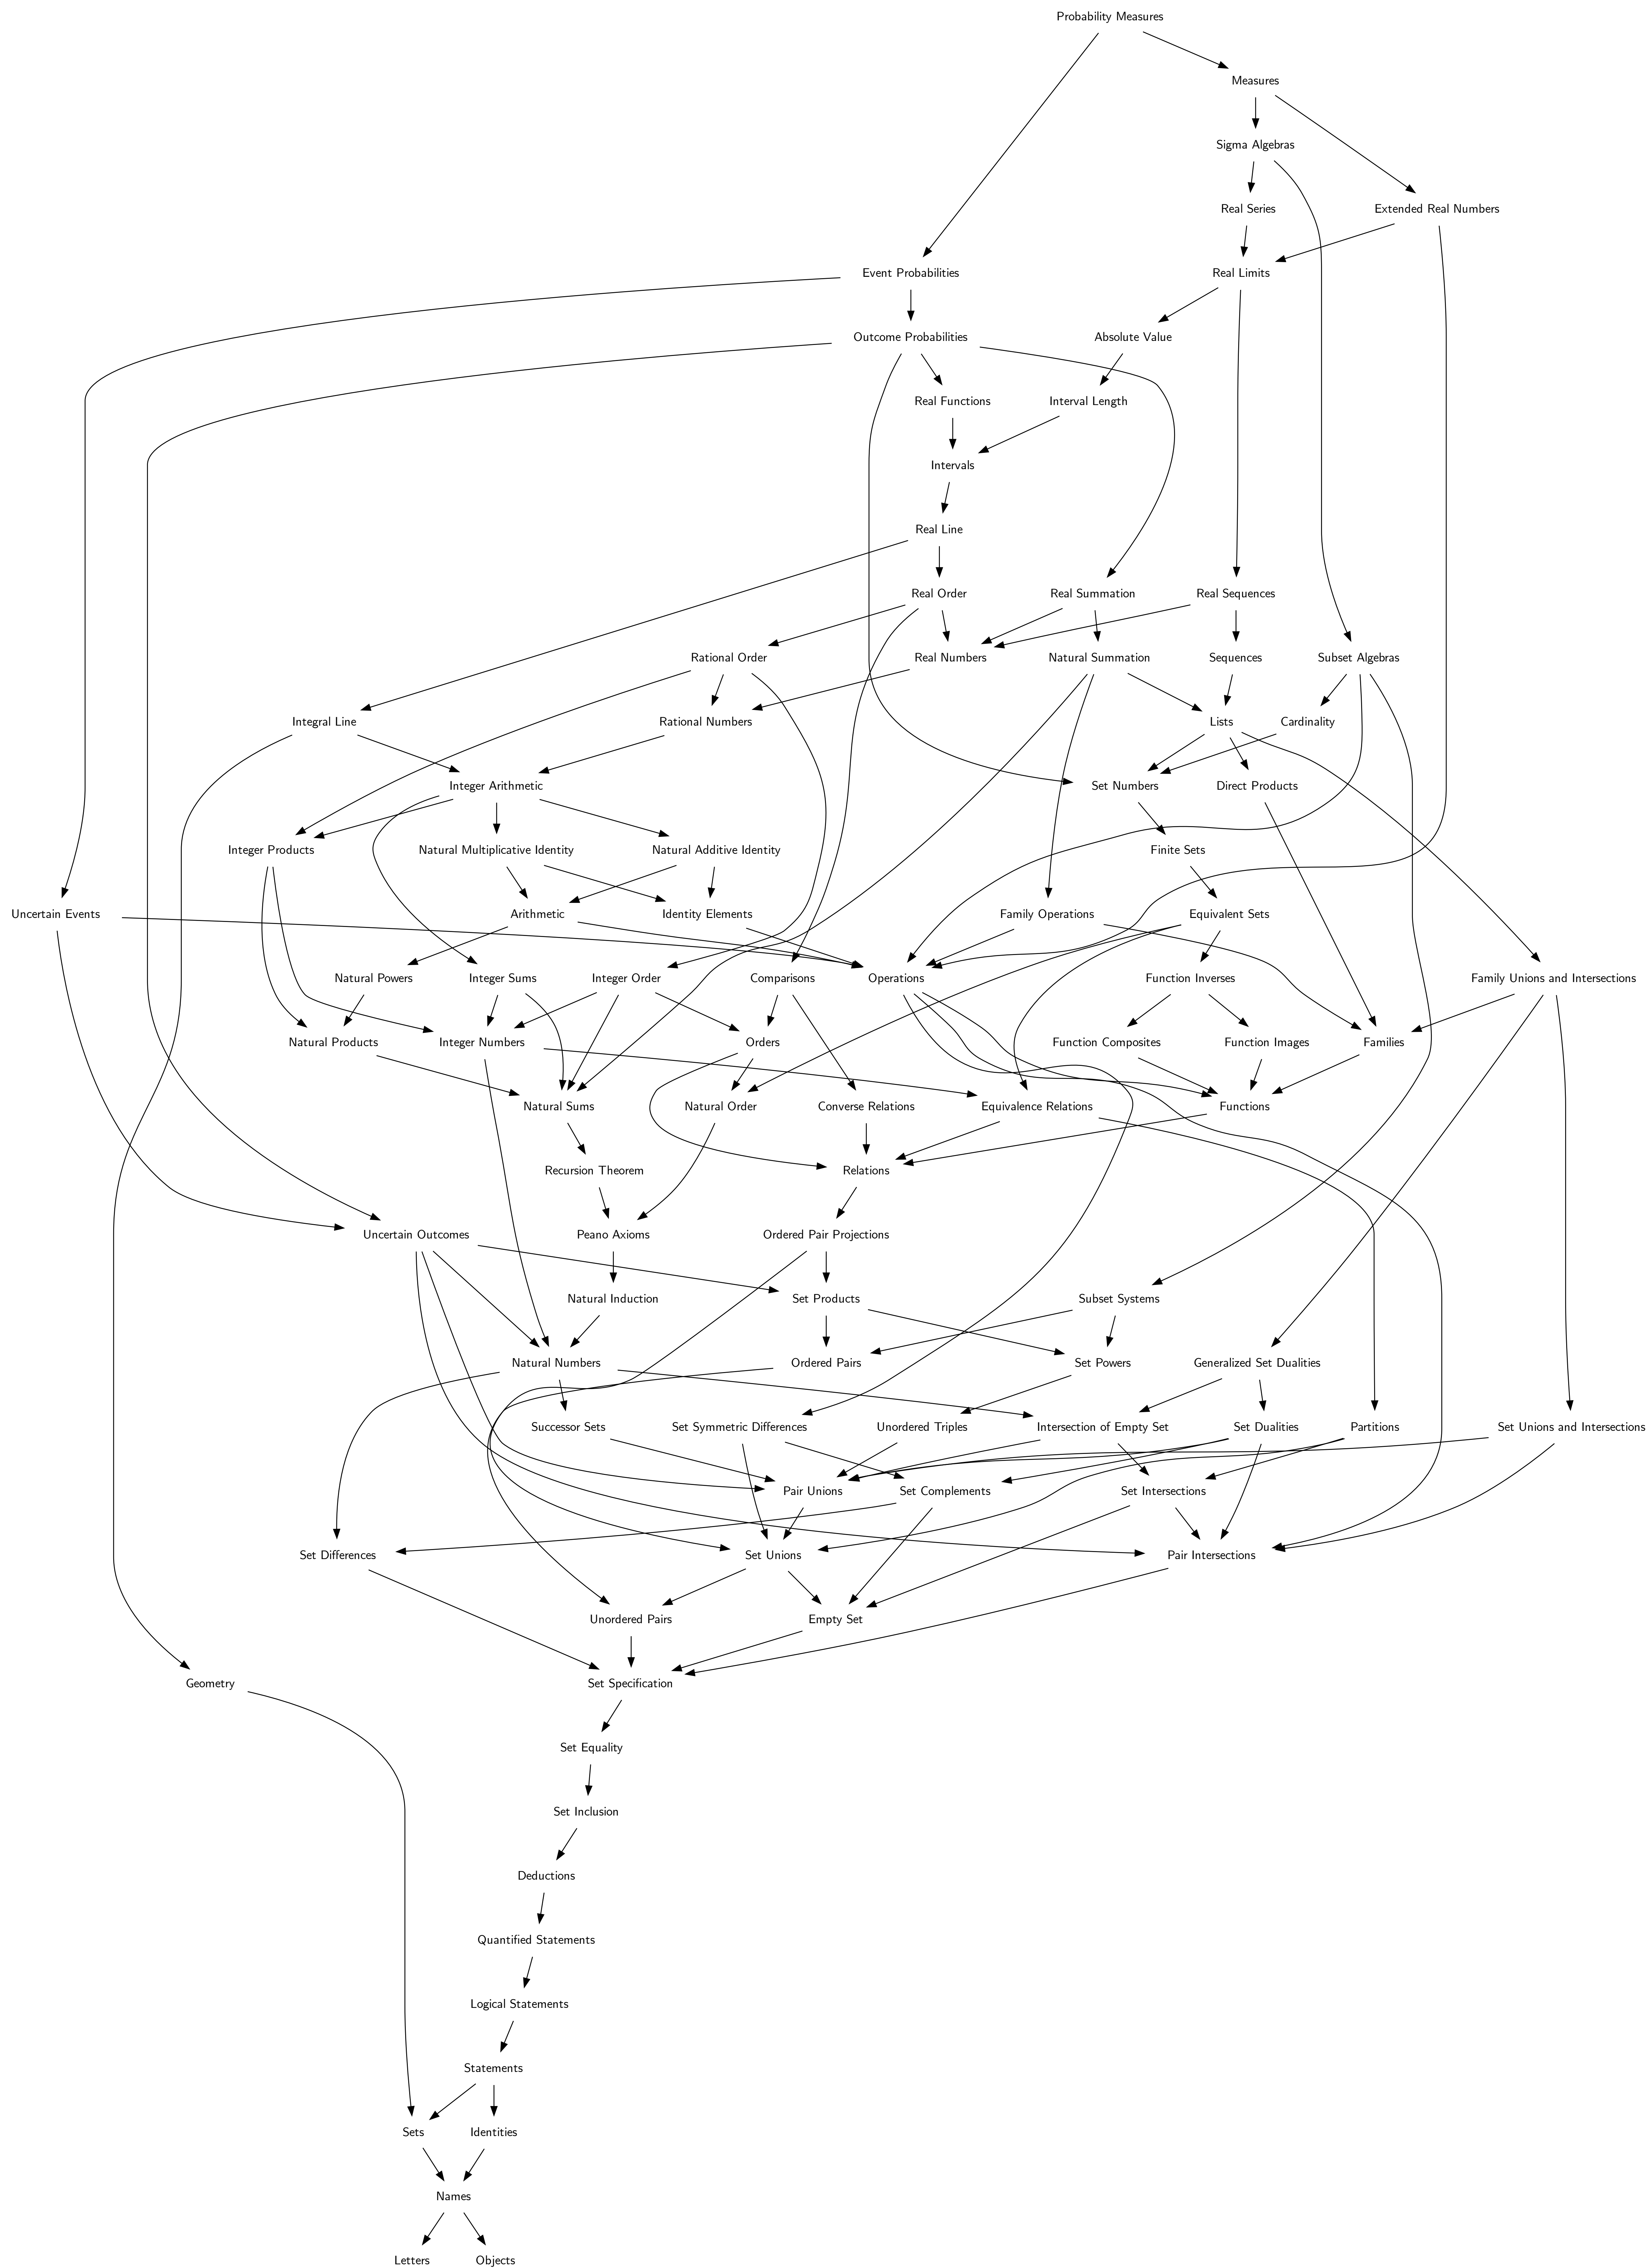 Probability Measures
Measures
Sigma Algebras
Real Series
Extended Real Numbers
Event Probabilities
Real Limits
Outcome Probabilities
Absolute Value
Real Functions
Interval Length
Intervals
Real Line
Real Order
Real Summation
Real Sequences
Rational Order
Real Numbers
Natural Summation
Sequences
Subset Algebras
Integral Line
Rational Numbers
Lists
Cardinality
Integer Arithmetic
Set Numbers
Direct Products
Integer Products
Natural Multiplicative Identity
Natural Additive Identity
Finite Sets
Uncertain Events
Arithmetic
Identity Elements
Family Operations
Equivalent Sets
Natural Powers
Integer Sums
Integer Order
Comparisons
Operations
Function Inverses
Family Unions and Intersections
Natural Products
Integer Numbers
Orders
Function Composites
Function Images
Families
Natural Sums
Natural Order
Converse Relations
Equivalence Relations
Functions
Recursion Theorem
Relations
Uncertain Outcomes
Peano Axioms
Ordered Pair Projections
Natural Induction
Set Products
Subset Systems
Natural Numbers
Ordered Pairs
Set Powers
Generalized Set Dualities
Successor Sets
Set Symmetric Differences
Unordered Triples
Intersection of Empty Set
Set Dualities
Partitions
Set Unions and Intersections
Pair Unions
Set Complements
Set Intersections
Set Differences
Set Unions
Pair Intersections
Unordered Pairs
Empty Set
Geometry
Set Specification
Set Equality
Set Inclusion
Deductions
Quantified Statements
Logical Statements
Statements
Sets
Identities
Names
Letters
Objects